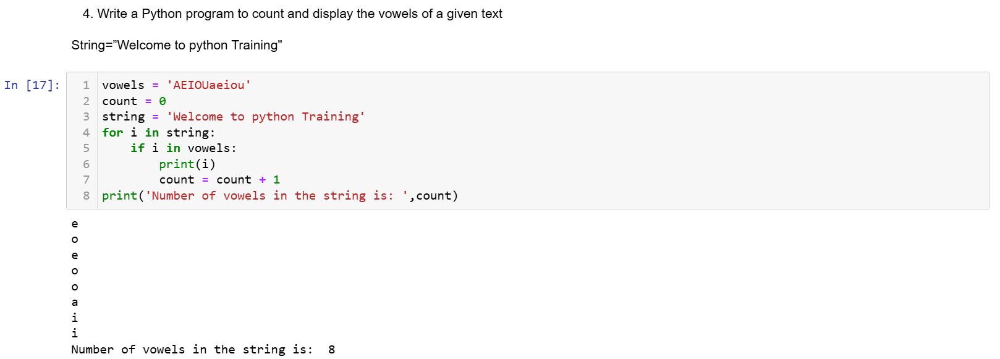 4. Write a Python program to count and display the vowels of a given text
String=”Welcome to python Training"
In [17]:
1 vowels = 'AEIOUaeiou'
2 count = 0
3 string = 'Welcome to python Training'
4 for i in string:
5     if i in vowels:
6         print(i)
7         count = count + 1
8 print('Number of vowels in the string is: ',count)
e
o
e
o
o
a
i
i
Number of vowels in the string is:  8